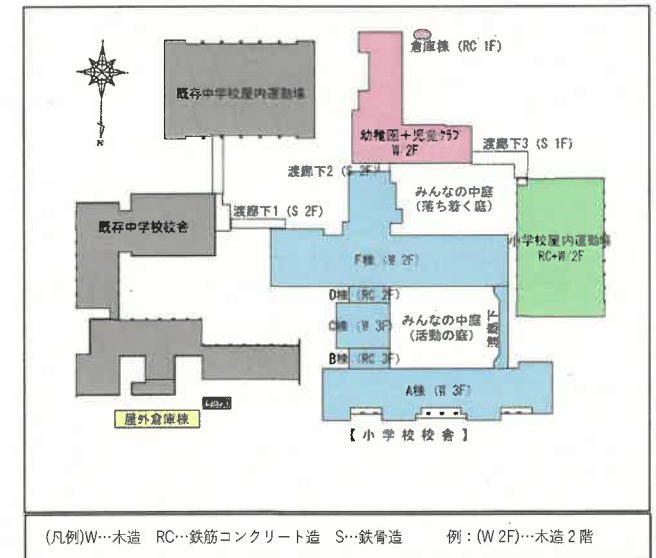 倉庫棟 (RC 1F)
既存中学校屋内運動場
幼稚園＋児童クラブ
W/2F
渡廊下3 (S 1F)
渡廊下2 (S 2F)
みんなの中庭
(落ち着く庭)
既存中学校校舎
渡廊下1 (S 2F)
小学校屋内運動場
RC+W/2F
F棟 (W 2F)
D棟 (RC 2F)
C棟 (W 3F)
みんなの中庭
(活動の庭)
渡廊下
B棟 (RC 3F)
A棟 (W 3F)
屋外倉庫棟
【小学校校舎】
N
(凡例)W…木造 RC…鉄筋コンクリート造 S…鉄骨造 例：(W 2F)…木造２階